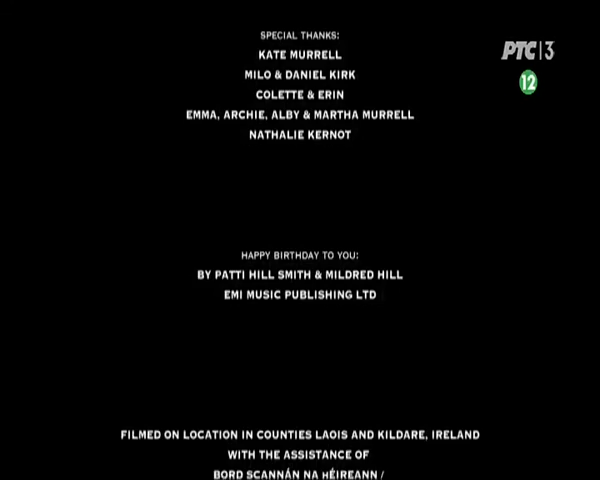 SPECIAL THANKS:
KATE MURRELL
MILO & DANIEL KIRK
COLETTE & ERIN
EMMA, ARCHIE, ALBY & MARTHA MURRELL
NATHALIE KERNOT
РТС|3
12
HAPPY BIRTHDAY TO YOU:
BY PATTI HILL SMITH & MILDRED HILL
EMI MUSIC PUBLISHING LTD
FILMED ON LOCATION IN COUNTIES LAOIS AND KILDARE, IRELAND
WITH THE ASSISTANCE OF
BORD SCANNÁN NA hÉIREANN /